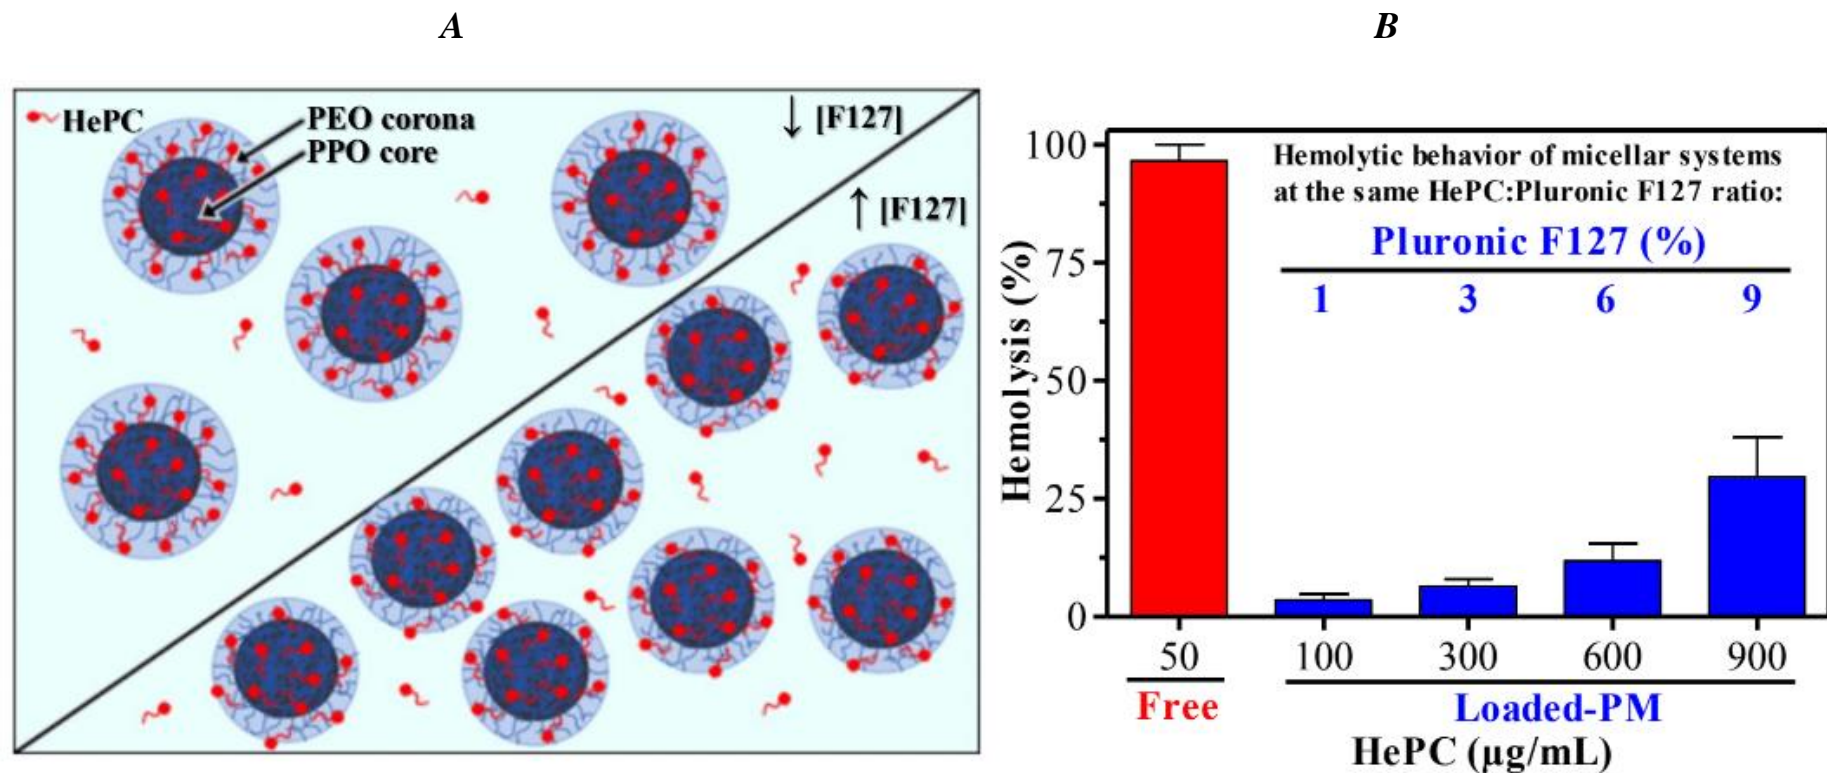 A
B
HePC
PEO corona
PPO core
↓ [F127]
↑ [F127]
Hemolysis (%)
100
75
50
25
0
Hemolytic behavior of micellar systems
at the same HePC:Pluronic F127 ratio:
Pluronic F127 (%)
1 3 6 9
50 100 300 600 900
Free Loaded-PM
HePC (µg/mL)